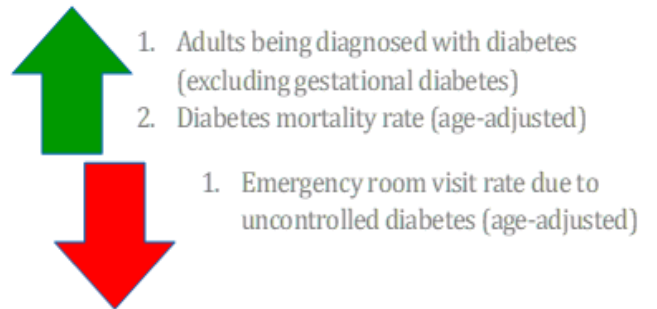 1. Adults being diagnosed with diabetes
(excluding gestational diabetes)
2. Diabetes mortality rate (age-adjusted)
1. Emergency room visit rate due to
uncontrolled diabetes (age-adjusted)